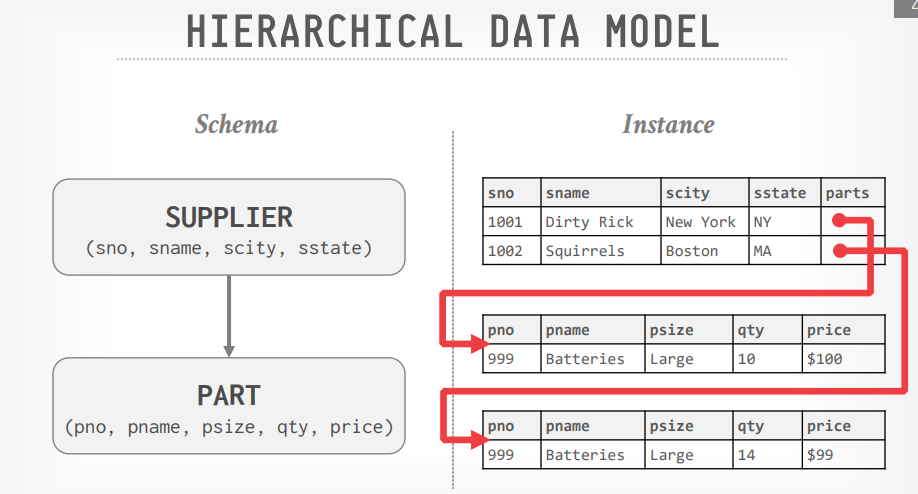 HIERARCHICAL DATA MODEL
Schema
SUPPLIER
(sno, sname, scity, sstate)
PART
(pno, pname, psize, qty, price)
Instance
sno sname scity sstate parts
1001 Dirty Rick New York NY
1002 Squirrels Boston MA
pno pname psize qty price
999 Batteries Large 10 $100
pno pname psize qty price
999 Batteries Large 14 $99